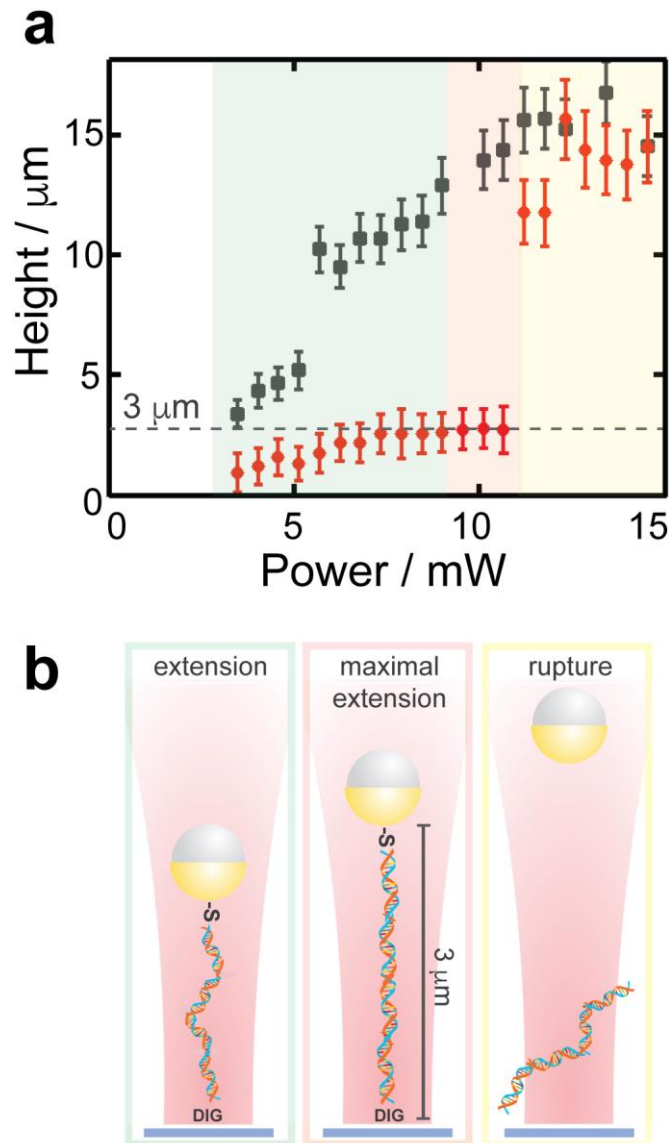 a
Height / μm
15
10
5
0
3 μm
0
5
10
15
Power / mW
b
extension
maximal
extension
rupture
-S
-S
3 μm
DIG
DIG